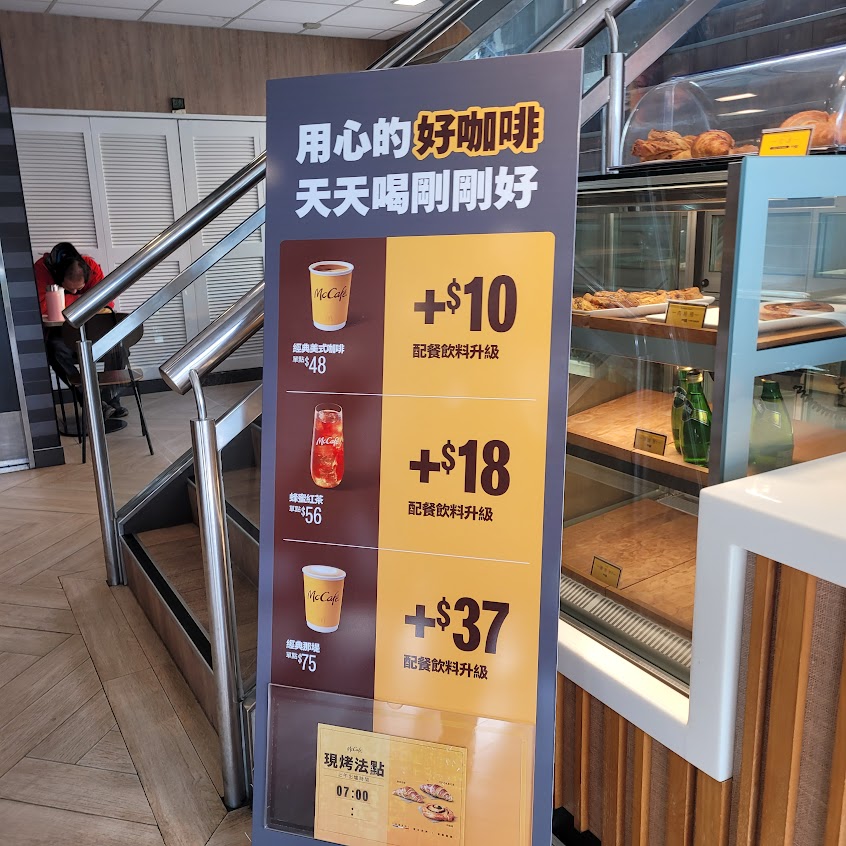 用心的好咖啡
天天喝剛剛好
McCafé
經典美式咖啡
單點$48
+$10
配餐飲料升級
McCafé
蜂蜜紅茶
單點$56
+$18
配餐飲料升級
McCafé
經典那堤
單點$75
+$37
配餐飲料升級
McCafé
現烤法點
07:00